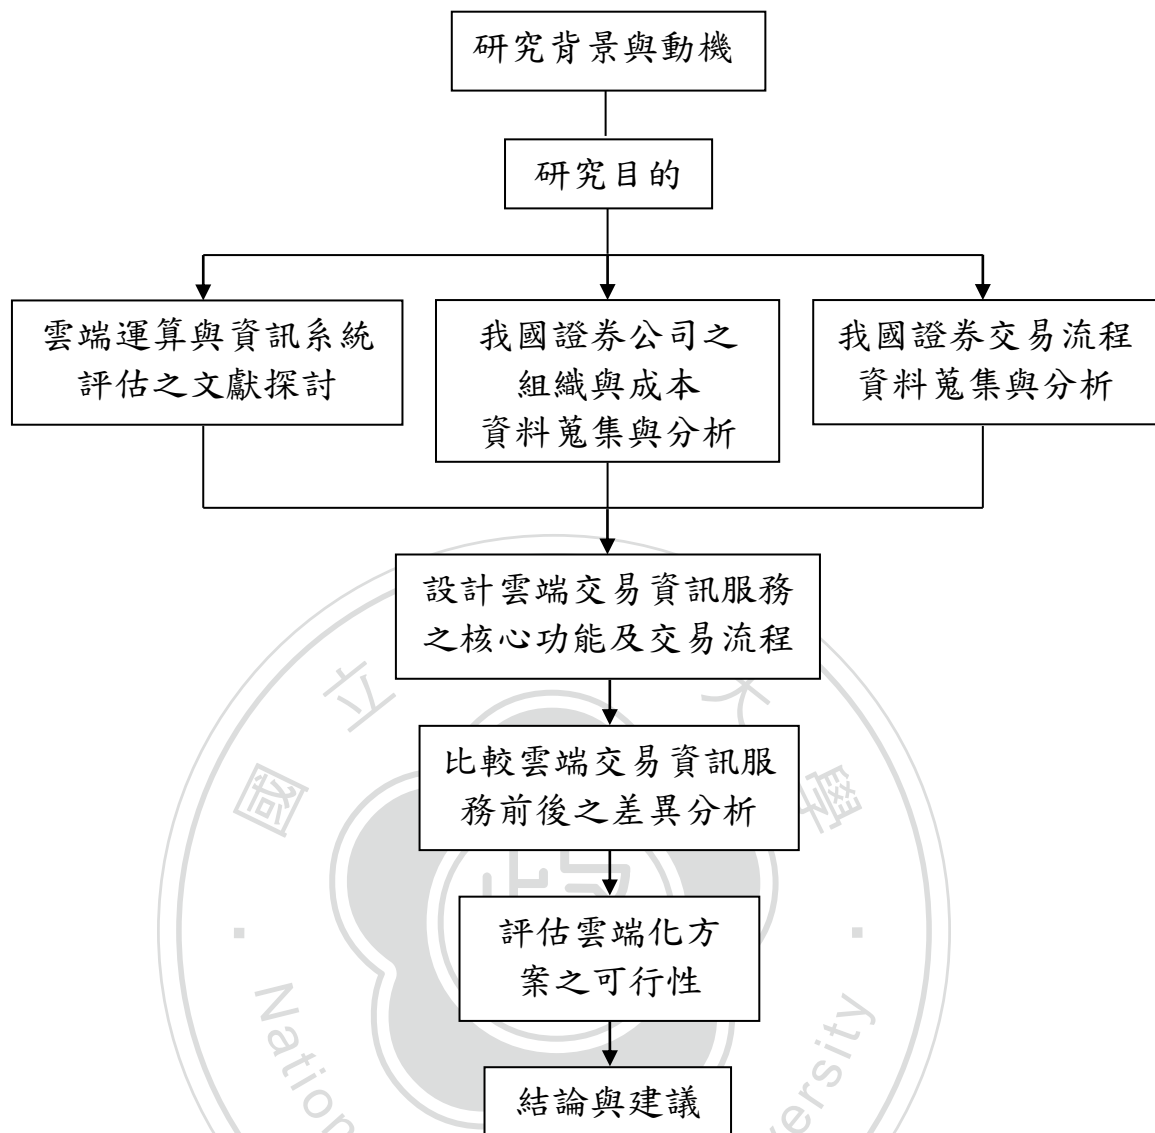 研究背景與動機
研究目的
雲端運算與資訊系統
評估之文獻探討
我國證券公司之
組織與成本
資料蒐集與分析
我國證券交易流程
資料蒐集與分析
設計雲端交易資訊服務
之核心功能及交易流程
立
大
比較雲端交易資訊服
務前後之差異分析
國
學
評估雲端化方
案之可行性
結論與建議